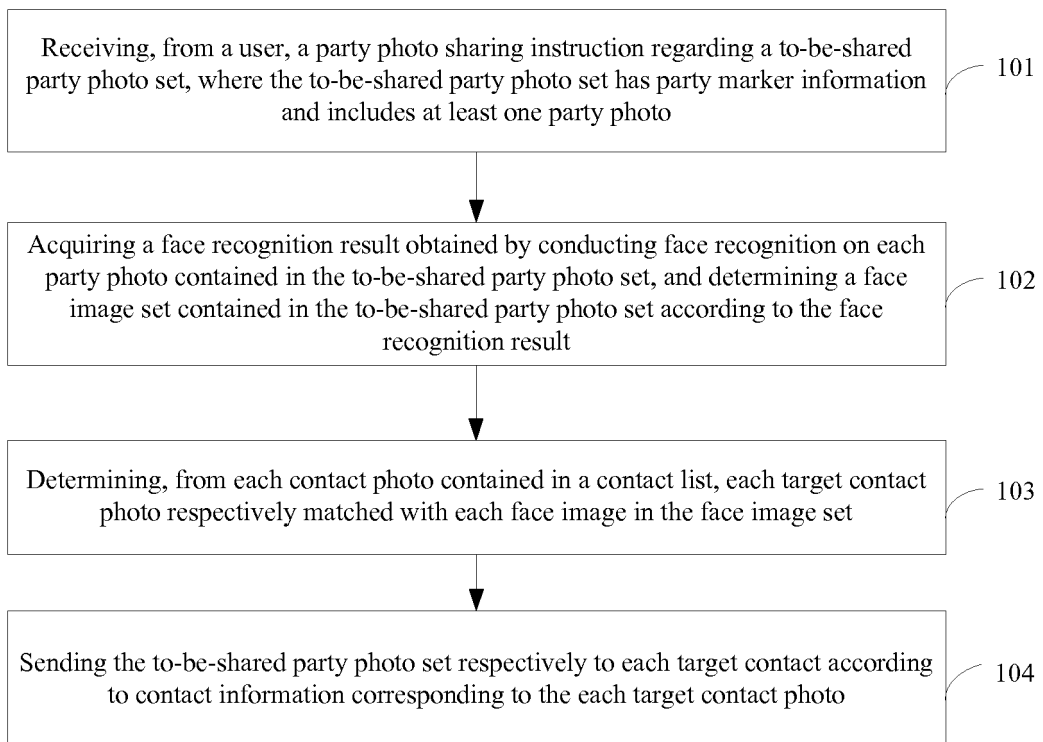 Receiving, from a user, a party photo sharing instruction regarding a to-be-shared
party photo set, where the to-be-shared party photo set has party marker information
and includes at least one party photo
101
Acquiring a face recognition result obtained by conducting face recognition on each
party photo contained in the to-be-shared party photo set, and determining a face
image set contained in the to-be-shared party photo set according to the face
recognition result
102
Determining, from each contact photo contained in a contact list, each target contact
photo respectively matched with each face image in the face image set
103
Sending the to-be-shared party photo set respectively to each target contact according
to contact information corresponding to the each target contact photo
104